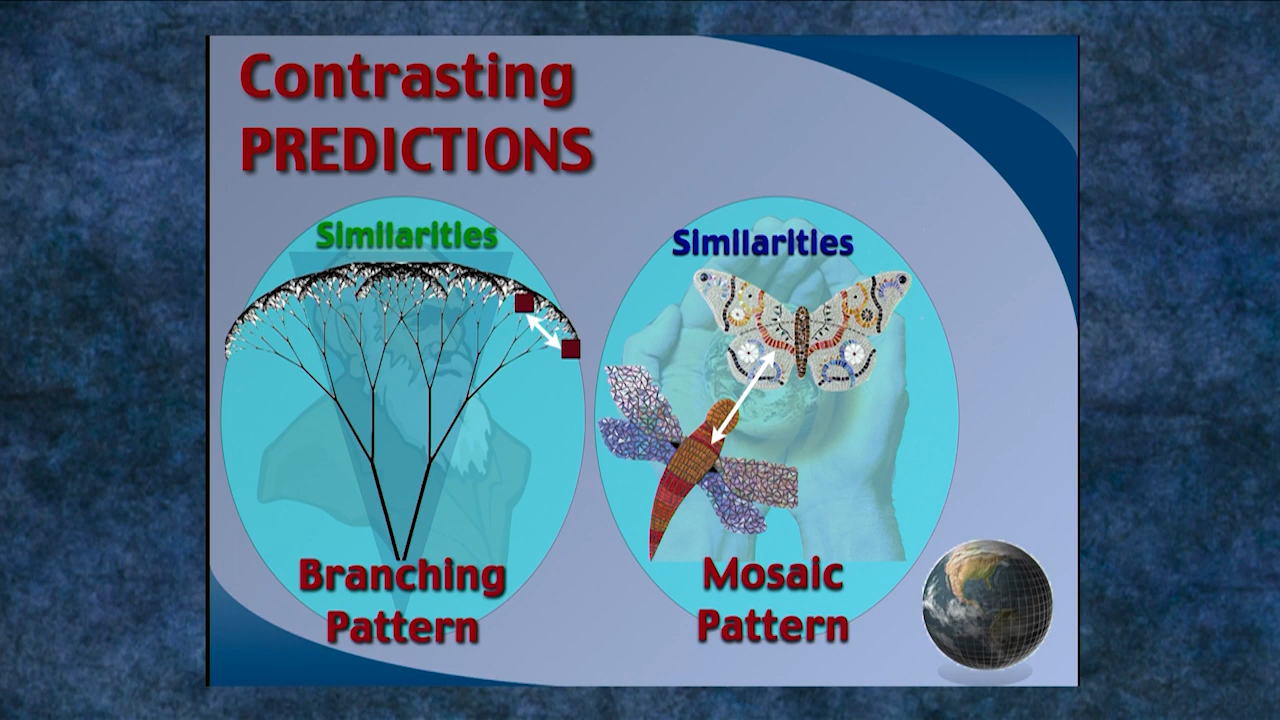 Contrasting
PREDICTIONS
Similarities
Branching
Pattern
Similarities
Mosaic
Pattern